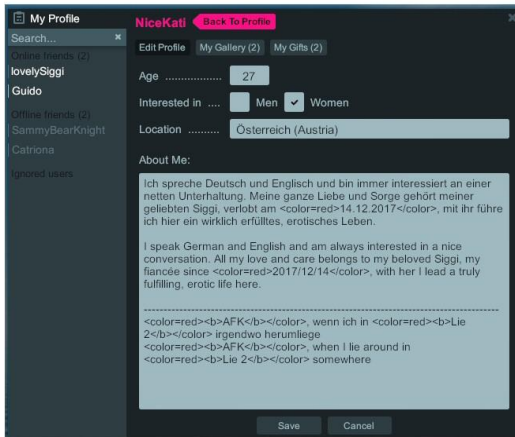 My Profile
Search...
Online friends (2)
lovelySiggi
Guido
Offline friends (2)
SammyBearKnight
Catriona
Ignored users
NiceKati Back To Profile
Edit Profile My Gallery (2) My Gifts (2)
Age .................. 27
Interested in .... Men Women
Location .......... Österreich (Austria)
About Me:
Ich spreche Deutsch und Englisch und bin immer interessiert an einer
netten Unterhaltung. Meine ganze Liebe und Sorge gehört meiner
geliebten Siggi, verlobt am <color=red>14.12.2017</color>, mit ihr führe
ich hier ein wirklich erfülltes, erotisches Leben.
I speak German and English and am always interested in a nice
conversation. All my love and care belongs to my beloved Siggi, my
fiancée since <color=red>2017/12/14</color>, with her I lead a truly
fulfilling, erotic life here.
----------------------------------------------------------------------------------------
<color=red><b>AFK</b></color>, wenn ich in <color=red><b>Lie
2</b></color> irgendwo herumliege
<color=red><b>AFK</b></color>, when I lie around in
<color=red><b>Lie 2</b></color> somewhere
Save Cancel